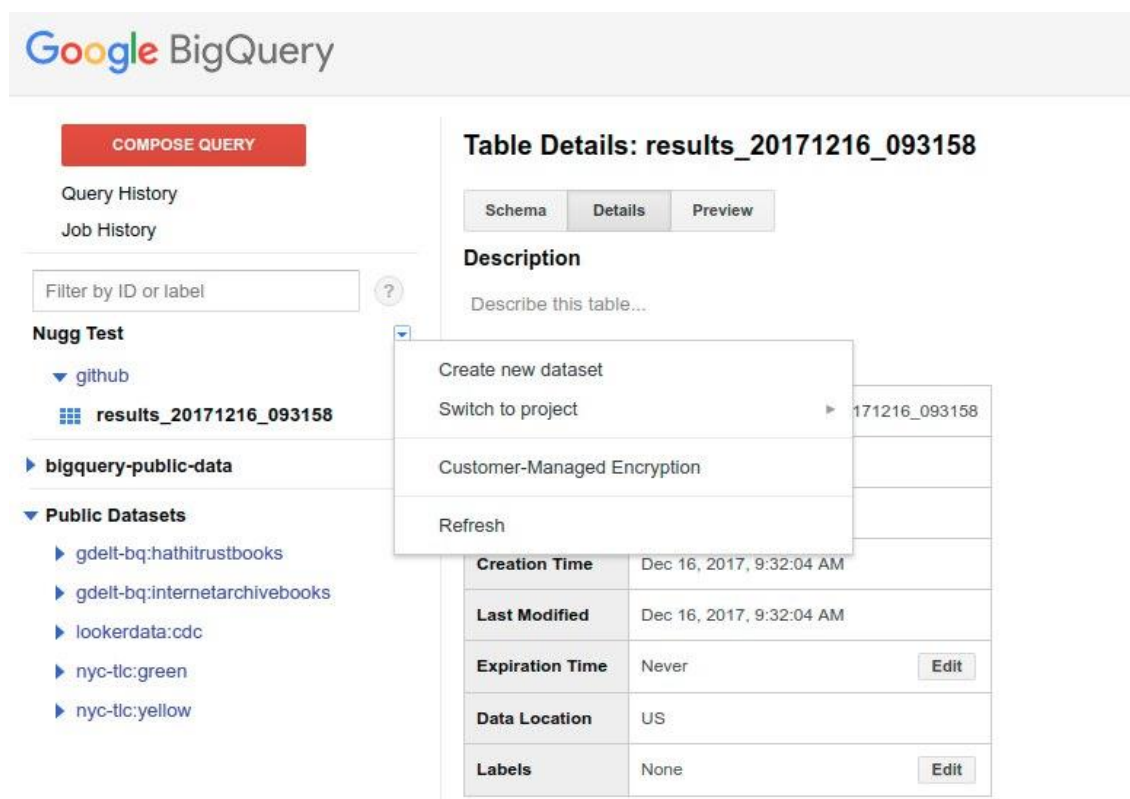 Google BigQuery
COMPOSE QUERY
Query History
Job History
Filter by ID or label
?
Nugg Test
github
results_20171216_093158
bigquery-public-data
Public Datasets
gdelt-bq:hathitrustbooks
gdelt-bq:internetarchivebooks
lookerdata:cdc
nyc-tlc:green
nyc-tlc:yellow
Create new dataset
Switch to project
Customer-Managed Encryption
Refresh
Table Details: results_20171216_093158
Schema Details Preview
Description
Describe this table...
171216_093158
Creation Time Dec 16, 2017, 9:32:04 AM
Last Modified Dec 16, 2017, 9:32:04 AM
Expiration Time Never Edit
Data Location US
Labels None Edit